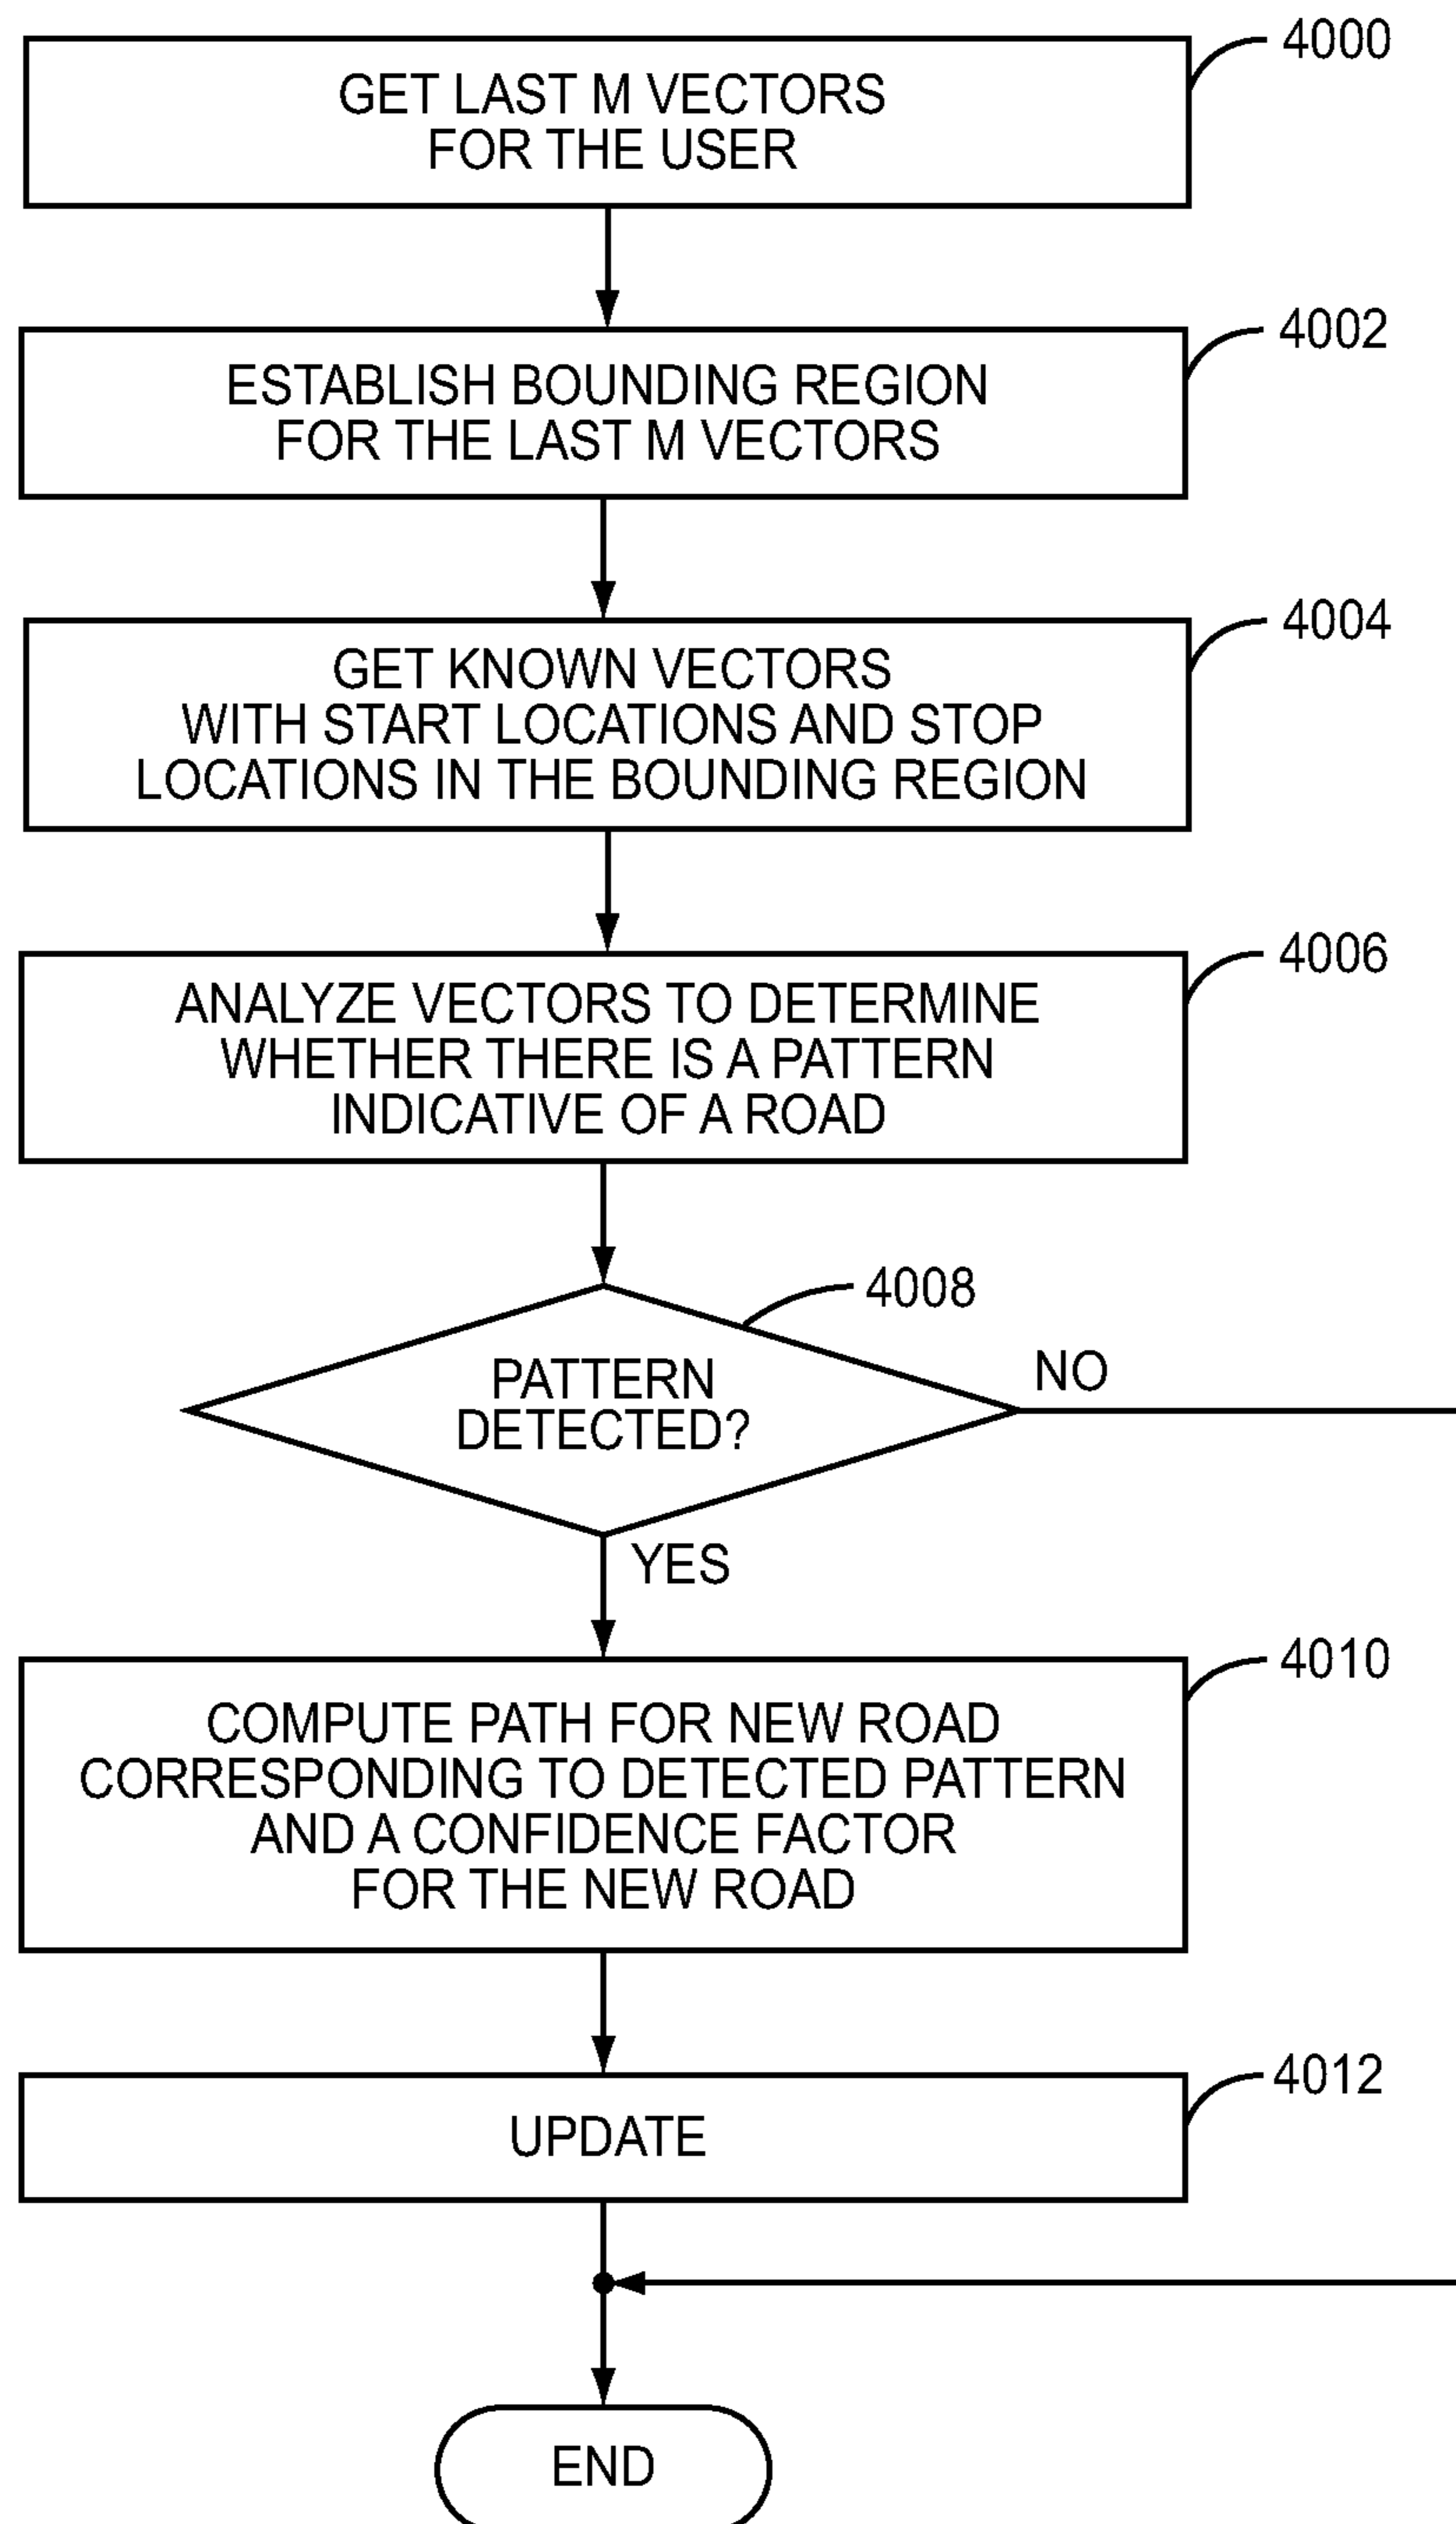 4000
GET LAST M VECTORS
FOR THE USER
4002
ESTABLISH BOUNDING REGION
FOR THE LAST M VECTORS
4004
GET KNOWN VECTORS
WITH START LOCATIONS AND STOP
LOCATIONS IN THE BOUNDING REGION
4006
ANALYZE VECTORS TO DETERMINE
WHETHER THERE IS A PATTERN
INDICATIVE OF A ROAD
4008
PATTERN
DETECTED?
NO
YES
4010
COMPUTE PATH FOR NEW ROAD
CORRESPONDING TO DETECTED PATTERN
AND A CONFIDENCE FACTOR
FOR THE NEW ROAD
4012
UPDATE
END